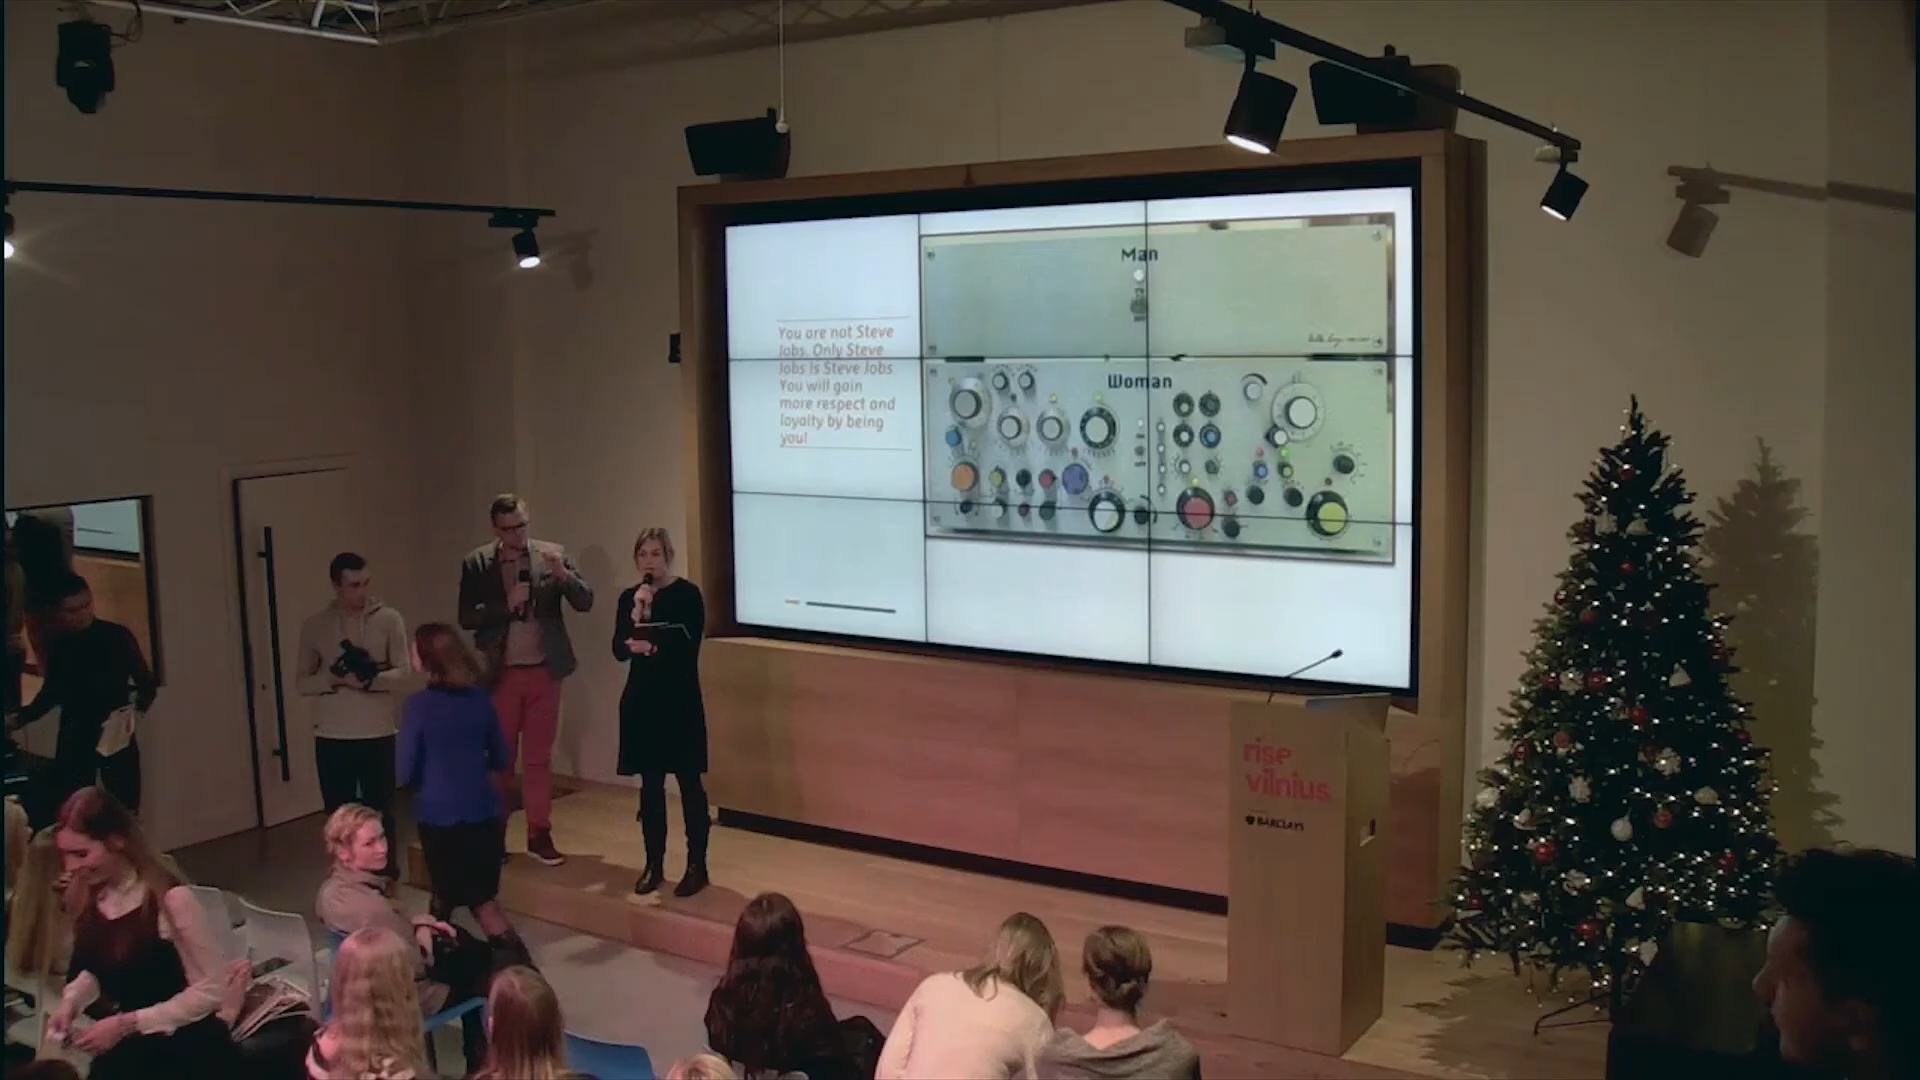 You are not Steve
Jobs. Only Steve
Jobs is Steve Jobs
You will gain
more respect and
loyalty by being
you!
Man
Woman
rise
vilnius
BARCLAYS